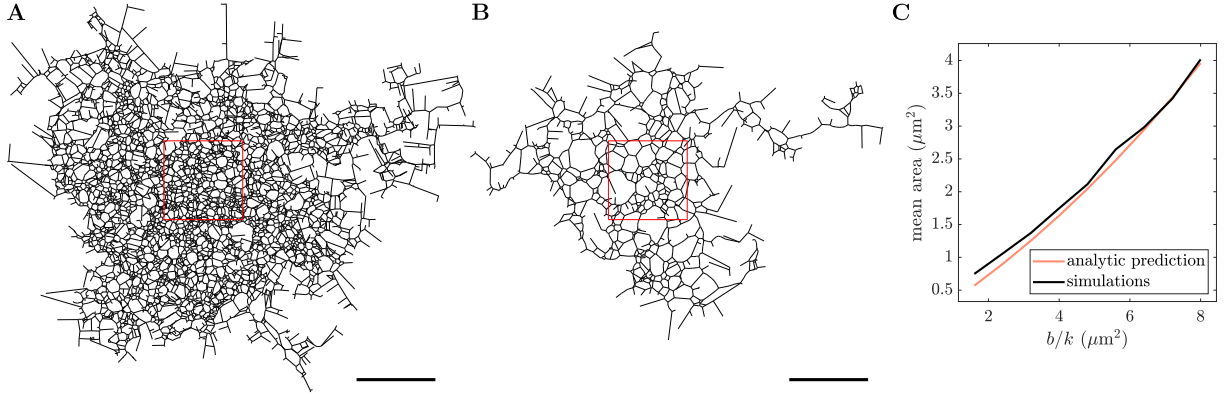 A
B
C
4
3.5
3
2.5
2
1.5
1
0.5
mean area (μm²)
analytic prediction
simulations
2 4 6 8
b/k (μm²)